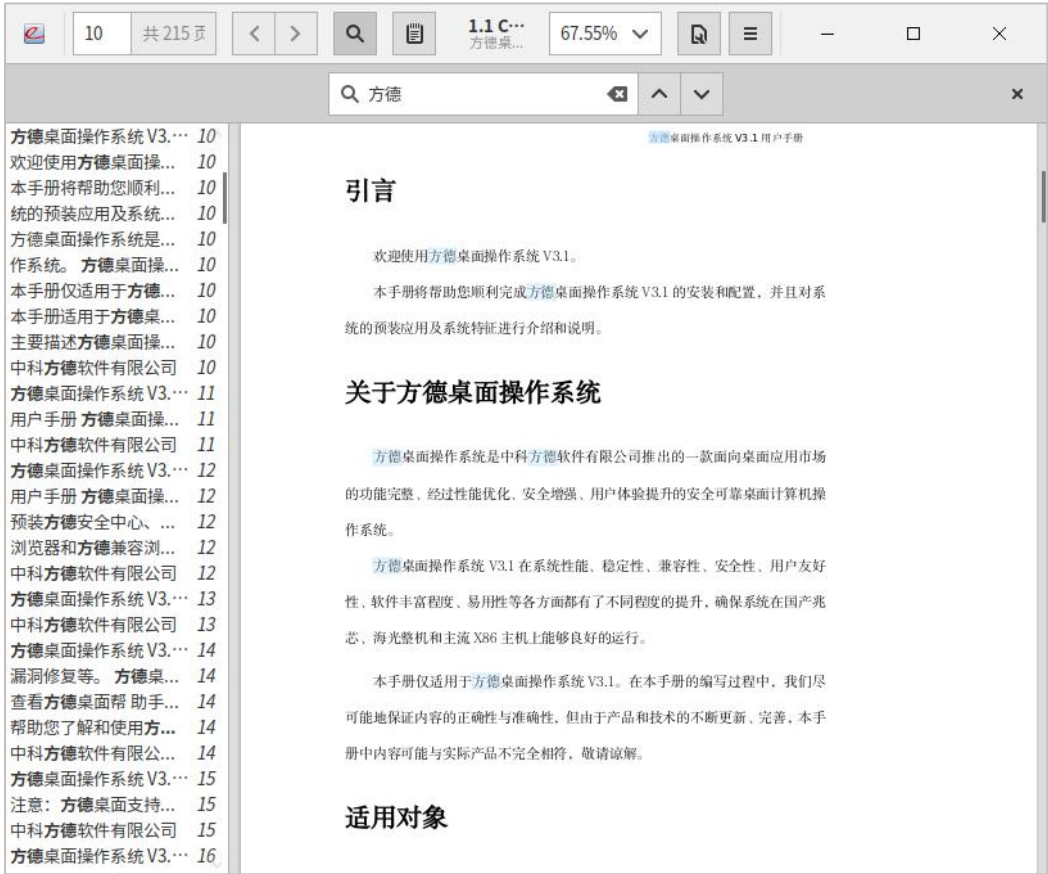 10 共 215 页 1.1 C… 67.55%
方德桌...
方德
方德桌面操作系统 V3.… 10
欢迎使用方德桌面操... 10
本手册将帮助您顺利... 10
统的预装应用及系统... 10
方德桌面操作系统是... 10
作系统。 方德桌面操... 10
本手册仅适用于方德... 10
本手册适用于方德桌... 10
主要描述方德桌面操... 10
中科方德软件有限公司 10
方德桌面操作系统 V3.… 11
用户手册 方德桌面操... 11
中科方德软件有限公司 11
方德桌面操作系统 V3.… 12
用户手册 方德桌面操... 12
预装方德安全中心、... 12
浏览器和方德兼容浏... 12
中科方德软件有限公司 12
方德桌面操作系统 V3.… 13
中科方德软件有限公司 13
方德桌面操作系统 V3.… 14
漏洞修复等。 方德桌... 14
查看方德桌面帮 助手... 14
帮助您了解和使用方... 14
中科方德软件有限公... 14
方德桌面操作系统 V3.… 15
注意：方德桌面支持... 15
中科方德软件有限公司 15
方德桌面操作系统 V3.… 16
方德桌面操作系统 V3.1 用户手册
引言
欢迎使用方德桌面操作系统 V3.1。
本手册将帮助您顺利完成方德桌面操作系统 V3.1 的安装和配置，并且对系
统的预装应用及系统特征进行介绍和说明。
关于方德桌面操作系统
方德桌面操作系统是中科方德软件有限公司推出的一款面向桌面应用市场
的功能完整、经过性能优化、安全增强、用户体验提升的安全可靠桌面计算机操
作系统。
方德桌面操作系统 V3.1 在系统性能、稳定性、兼容性、安全性、用户友好
性、软件丰富程度、易用性等各方面都有了不同程度的提升，确保系统在国产兆
芯、海光整机和主流 X86 主机上能够良好的运行。
本手册仅适用于方德桌面操作系统 V3.1。在本手册的编写过程中，我们尽
可能地保证内容的正确性与准确性，但由于产品和技术的不断更新、完善，本手
册中内容可能与实际产品不完全相符，敬请谅解。
适用对象